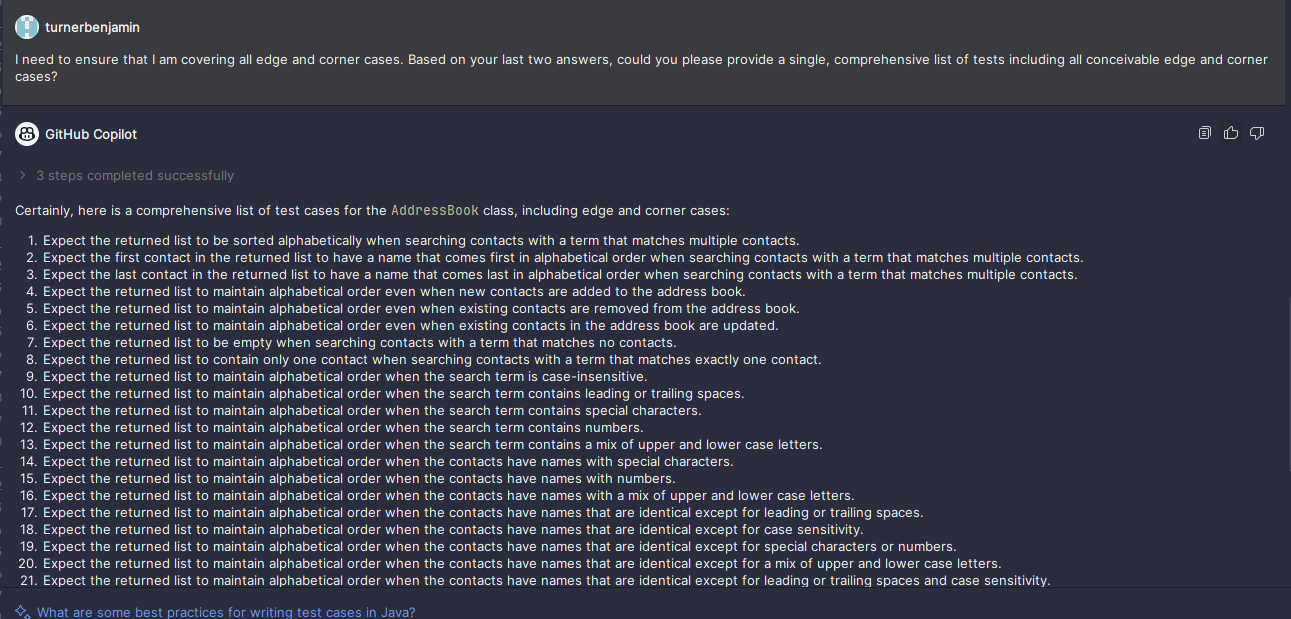 turnerbenjamin
I need to ensure that I am covering all edge and corner cases. Based on your last two answers, could you please provide a single, comprehensive list of tests including all conceivable edge and corner
cases?
GitHub Copilot
3 steps completed successfully
Certainly, here is a comprehensive list of test cases for the AddressBook class, including edge and corner cases:
1. Expect the returned list to be sorted alphabetically when searching contacts with a term that matches multiple contacts.
2. Expect the first contact in the returned list to have a name that comes first in alphabetical order when searching contacts with a term that matches multiple contacts.
3. Expect the last contact in the returned list to have a name that comes last in alphabetical order when searching contacts with a term that matches multiple contacts.
4. Expect the returned list to maintain alphabetical order even when new contacts are added to the address book.
5. Expect the returned list to maintain alphabetical order even when existing contacts are removed from the address book.
6. Expect the returned list to maintain alphabetical order even when existing contacts in the address book are updated.
7. Expect the returned list to be empty when searching contacts with a term that matches no contacts.
8. Expect the returned list to contain only one contact when searching contacts with a term that matches exactly one contact.
9. Expect the returned list to maintain alphabetical order when the search term is case-insensitive.
10. Expect the returned list to maintain alphabetical order when the search term contains leading or trailing spaces.
11. Expect the returned list to maintain alphabetical order when the search term contains special characters.
12. Expect the returned list to maintain alphabetical order when the search term contains numbers.
13. Expect the returned list to maintain alphabetical order when the search term contains a mix of upper and lower case letters.
14. Expect the returned list to maintain alphabetical order when the contacts have names with special characters.
15. Expect the returned list to maintain alphabetical order when the contacts have names with numbers.
16. Expect the returned list to maintain alphabetical order when the contacts have names with a mix of upper and lower case letters.
17. Expect the returned list to maintain alphabetical order when the contacts have names that are identical except for leading or trailing spaces.
18. Expect the returned list to maintain alphabetical order when the contacts have names that are identical except for case sensitivity.
19. Expect the returned list to maintain alphabetical order when the contacts have names that are identical except for special characters or numbers.
20. Expect the returned list to maintain alphabetical order when the contacts have names that are identical except for a mix of upper and lower case letters.
21. Expect the returned list to maintain alphabetical order when the contacts have names that are identical except for leading or trailing spaces and case sensitivity.
What are some best practices for writing test cases in Java?